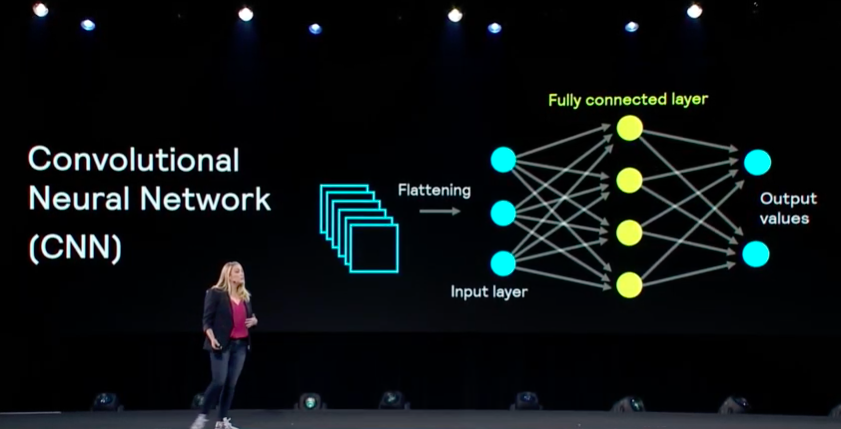 Convolutional
Neural Network
(CNN)
Flattening
Input layer
Fully connected layer
Output
values